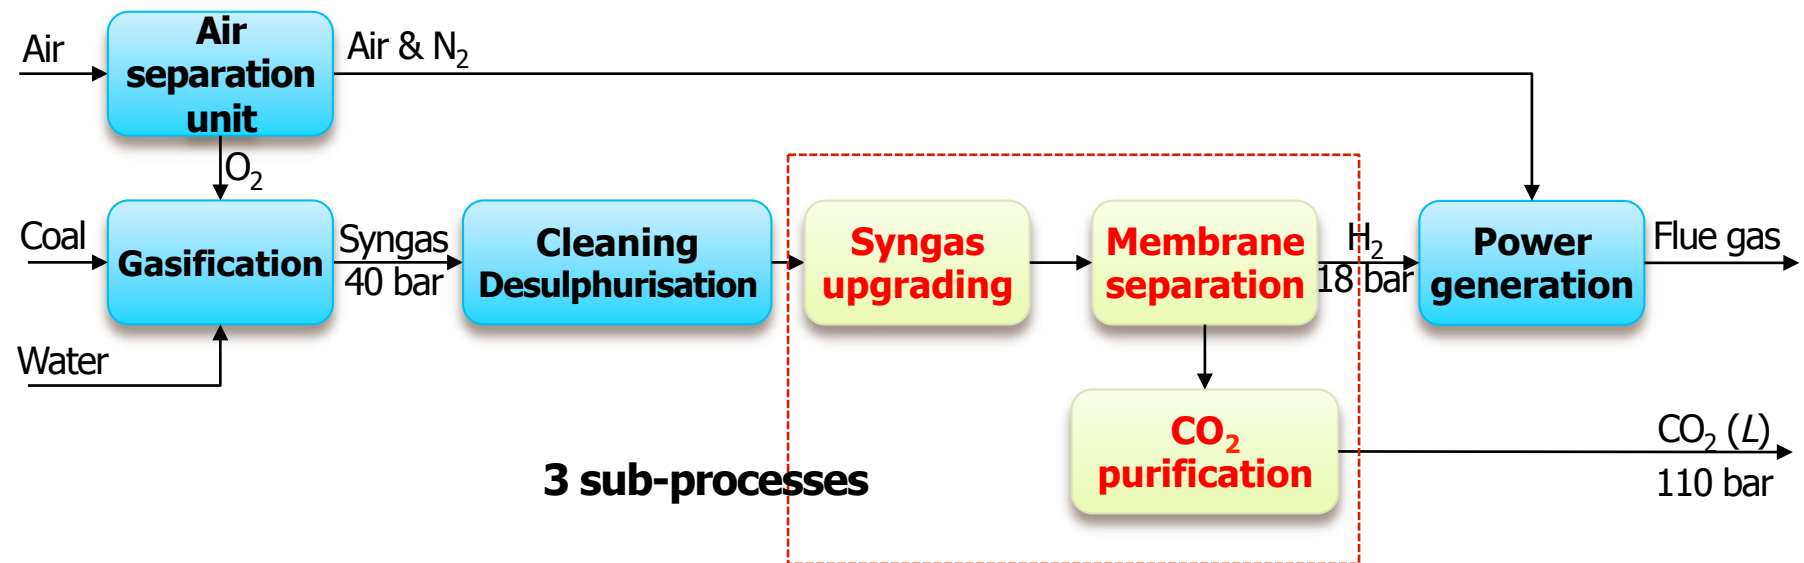 Air
Air
separation
unit
Air & N₂
O₂
Coal
Gasification
Syngas
40 bar
Cleaning
Desulphurisation
Syngas
upgrading
Membrane
separation
H₂
18 bar
Power
generation
Flue gas
Water
CO₂
purification
CO₂ (L)
110 bar
3 sub-processes